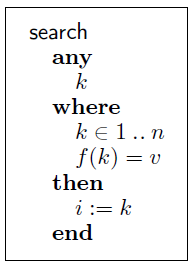 search
any
k
where
k ∈ 1 .. n
f(k) = v
then
i := k
end